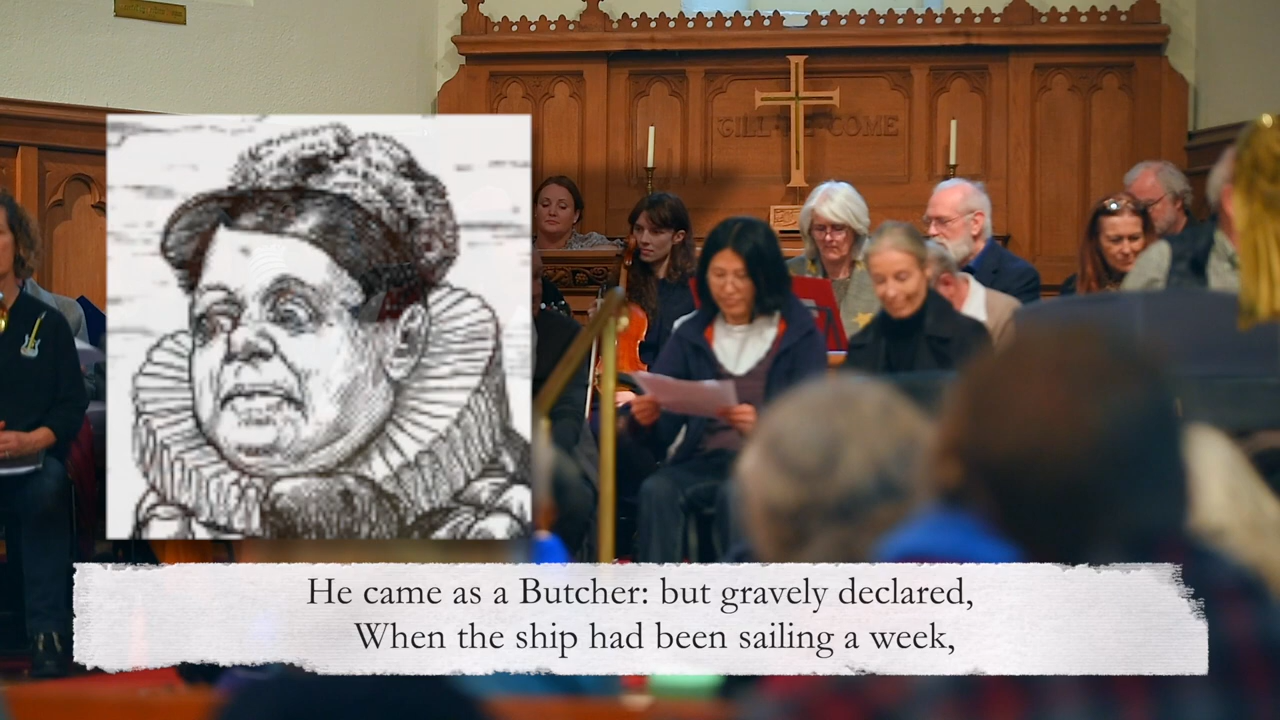 He came as a Butcher: but gravely declared,
When the ship had been sailing a week,